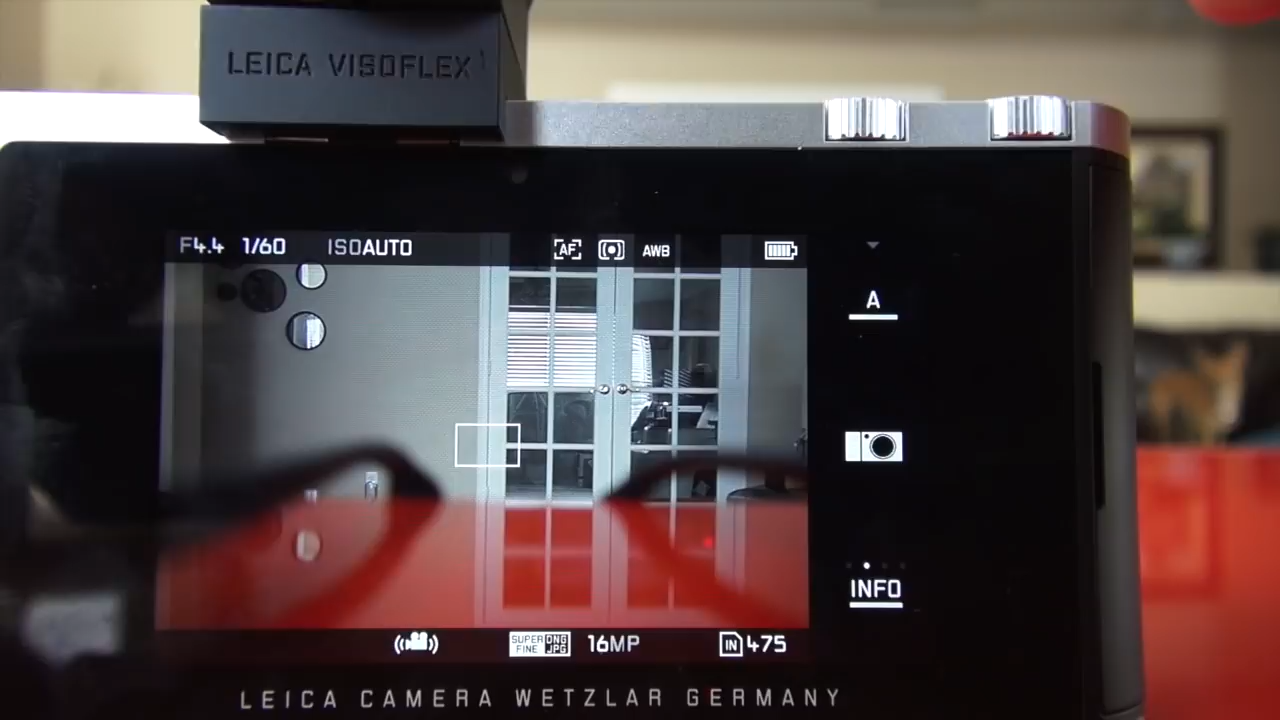 LEICA VISOFLEX
F4.4 1/60 ISOAUTO AF AWB
A
INFO
SUPER FINE DNG JPG 16MP IN 475
LEICA CAMERA WETZLAR GERMANY